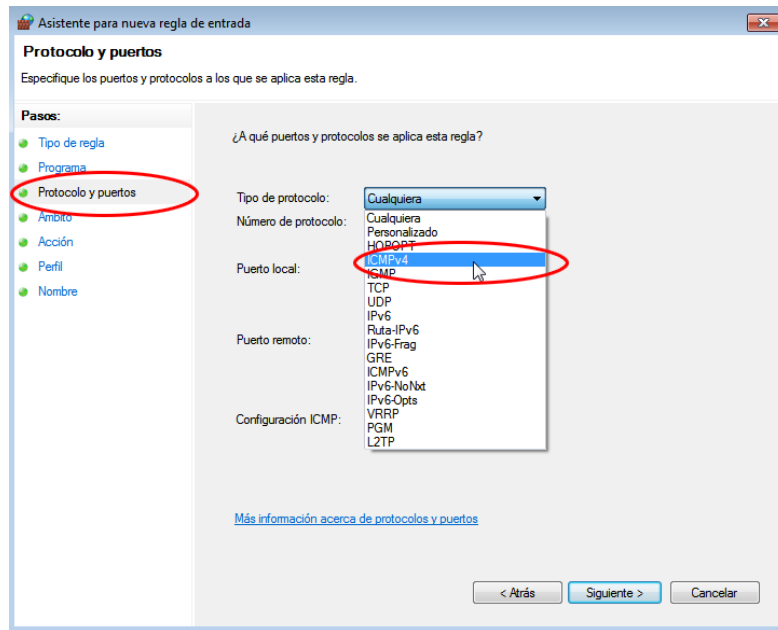 Asistente para nueva regla de entrada
Protocolo y puertos
Especifique los puertos y protocolos a los que se aplica esta regla.
Pasos:
Tipo de regla
Programa
Protocolo y puertos
Ámbito
Acción
Perfil
Nombre
¿A qué puertos y protocolos se aplica esta regla?
Tipo de protocolo: Cualquiera
Número de protocolo:
Cualquiera
Personalizado
HOPOPT
ICMPv4
IGMP
TCP
UDP
IPv6
Ruta-IPv6
IPv6-Frag
GRE
ICMPv6
IPv6-NoNxt
IPv6-Opts
VRRP
PGM
L2TP
Puerto local:
Puerto remoto:
Configuración ICMP:
Más información acerca de protocolos y puertos
< Atrás Siguiente > Cancelar